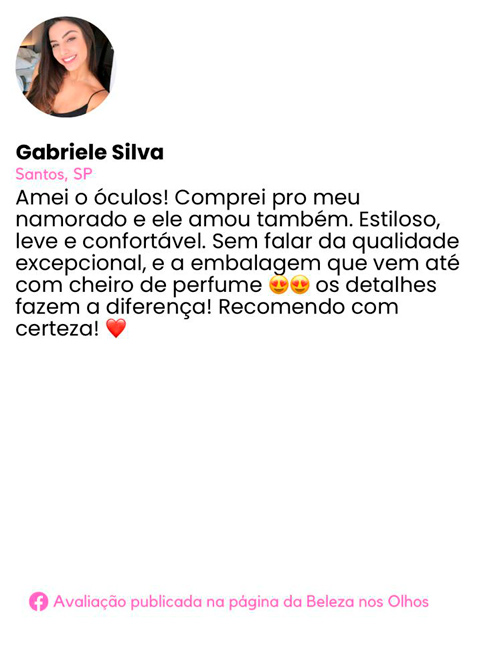 Gabriele Silva
Santos, SP
Amei o óculos! Comprei pro meu
namorado e ele amou também. Estiloso,
leve e confortável. Sem falar da qualidade
excepcional, e a embalagem que vem até
com cheiro de perfume 😍😍 os detalhes
fazem a diferença! Recomendo com
certeza! ❤️
Avaliação publicada na página da Beleza nos Olhos